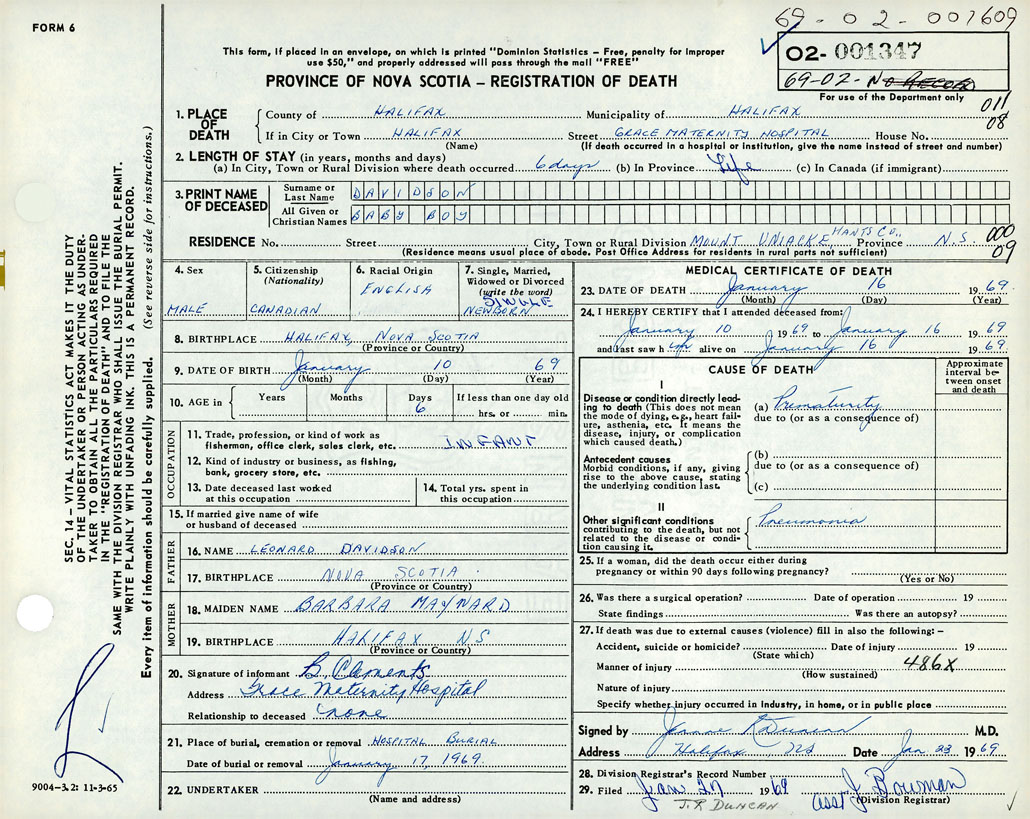 FORM 6
69-02-001609
This form, if placed in an envelope, on which is printed "Dominion Statistics – Free, penalty for improper
use $50," and properly addressed will pass through the mail "FREE"
PROVINCE OF NOVA SCOTIA – REGISTRATION OF DEATH
02-001347
69-02-No Record
For use of the Department only
011
08
1. PLACE OF DEATH
County of HALIFAX Municipality of HALIFAX
If in City or Town HALIFAX Street GRACE MATERNITY HOSPITAL House No.
(Name) (If death occurred in a hospital or institution, give the name instead of street and number)
2. LENGTH OF STAY (in years, months and days)
(a) In City, Town or Rural Division where death occurred 6 days (b) In Province Life (c) In Canada (if immigrant)
3. PRINT NAME OF DECEASED
Surname or Last Name DAVIDSON
All Given or Christian Names BABY BOY
RESIDENCE No. Street City, Town or Rural Division MOUNT UNIACKE HANTS CO., Province N.S. 000
09
(Residence means usual place of abode. Post Office Address for residents in rural parts not sufficient)
4. Sex MALE
5. Citizenship (Nationality) CANADIAN
6. Racial Origin ENGLISH
7. Single, Married, Widowed or Divorced (write the word) SINGLE
NEWBORN
8. BIRTHPLACE HALIFAX, NOVA SCOTIA
(Province or Country)
9. DATE OF BIRTH January 10 69
(Month) (Day) (Year)
10. AGE in Years Months Days 6 If less than one day old hrs. or min.
OCCUPATION
11. Trade, profession, or kind of work as
fisherman, office clerk, sales clerk, etc. INFANT
12. Kind of industry or business, as fishing,
bank, grocery store, etc.
13. Date deceased last worked
at this occupation
14. Total yrs. spent in
this occupation
15. If married give name of wife
or husband of deceased
FATHER
16. NAME LEONARD DAVIDSON
17. BIRTHPLACE NOVA SCOTIA
(Province or Country)
MOTHER
18. MAIDEN NAME BARBARA MAYNARD
19. BIRTHPLACE HALIFAX NS
(Province or Country)
20. Signature of informant B. Clements
Address Grace Maternity Hospital
Relationship to deceased none
21. Place of burial, cremation or removal HOSPITAL BURIAL
Date of burial or removal January 17, 1969.
22. UNDERTAKER
(Name and address)
MEDICAL CERTIFICATE OF DEATH
23. DATE OF DEATH January 16 1969
(Month) (Day) (Year)
24. I HEREBY CERTIFY that I attended deceased from:
January 10 1969 to January 16 1969
and last saw him alive on January 16 1969
CAUSE OF DEATH
Approximate interval between onset and death
I
Disease or condition directly leading to death (This does not mean the mode of dying, e.g., heart failure, asthenia, etc. It means the disease, injury, or complication which caused death.)
(a) Prematurity
due to (or as a consequence of)
Antecedent causes
Morbid conditions, if any, giving rise to the above cause, stating the underlying condition last.
(b)
due to (or as a consequence of)
(c)
II
Other significant conditions
contributing to the death, but not related to the disease or condition causing it.
Pneumonia
25. If a woman, did the death occur either during
pregnancy or within 90 days following pregnancy?
(Yes or No)
26. Was there a surgical operation? Date of operation 19
State findings Was there an autopsy?
27. If death was due to external causes (violence) fill in also the following: –
Accident, suicide or homicide? Date of injury 19
(State which)
Manner of injury 486X
(How sustained)
Nature of injury
Specify whether injury occurred in industry, in home, or in public place
Signed by Jeanne R Duncan M.D.
Address Halifax, NS Date Jan 23 1969
28. Division Registrar's Record Number
29. Filed Jan 27 1969 asst J Bowman
(Division Registrar)
J.R DUNCAN
SEC. 14 – VITAL STATISTICS ACT MAKES IT THE DUTY
OF THE UNDERTAKER OR PERSON ACTING AS UNDER-
TAKER TO OBTAIN ALL THE PARTICULARS REQUIRED
IN THE "REGISTRATION OF DEATH" AND TO FILE THE
SAME WITH THE DIVISION REGISTRAR WHO SHALL ISSUE THE BURIAL PERMIT.
WRITE PLAINLY WITH UNFADING INK. THIS IS A PERMANENT RECORD.
Every item of information should be carefully supplied. (See reverse side for instructions.)
9004-3.2: 11-3-65